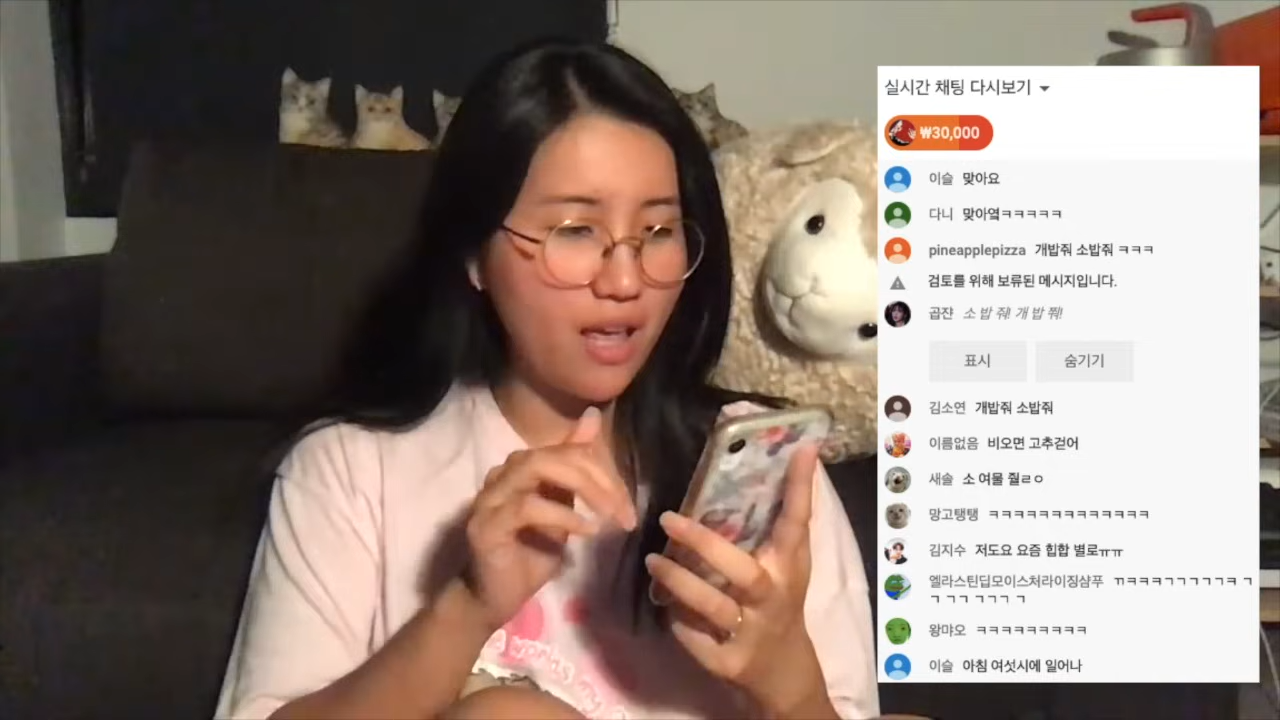 실시간 채팅 다시보기
₩30,000
이슬 맞아요
다니 맞아옄ㅋㅋㅋㅋㅋ
pineapplepizza 개밥줘 소밥줘 ㅋㅋㅋ
검토를 위해 보류된 메시지입니다.
곱쟌 소 밥 줘! 개 밥 쮜!
표시 숨기기
김소연 개밥줘 소밥줘
이름없음 비오면 고추걷어
새솔 소 여물 줠ㄹㅇ
망고탱탱 ㅋㅋㅋㅋㅋㅋㅋㅋㅋㅋㅋㅋㅋ
김지수 저도요 요즘 힙합 별로ㅠㅠ
엘라스틴딥모이스처라이징샴푸 ㄲㅋㅋㅋㄱㄱㄱㄱㄱㄱㅋ ㄱ
ㄱ ㄱㄱ ㄱㄱㄱ ㄱ
왕먀오 ㅋㅋㅋㅋㅋㅋㅋㅋㅋ
이슬 아침 여섯시에 일어나